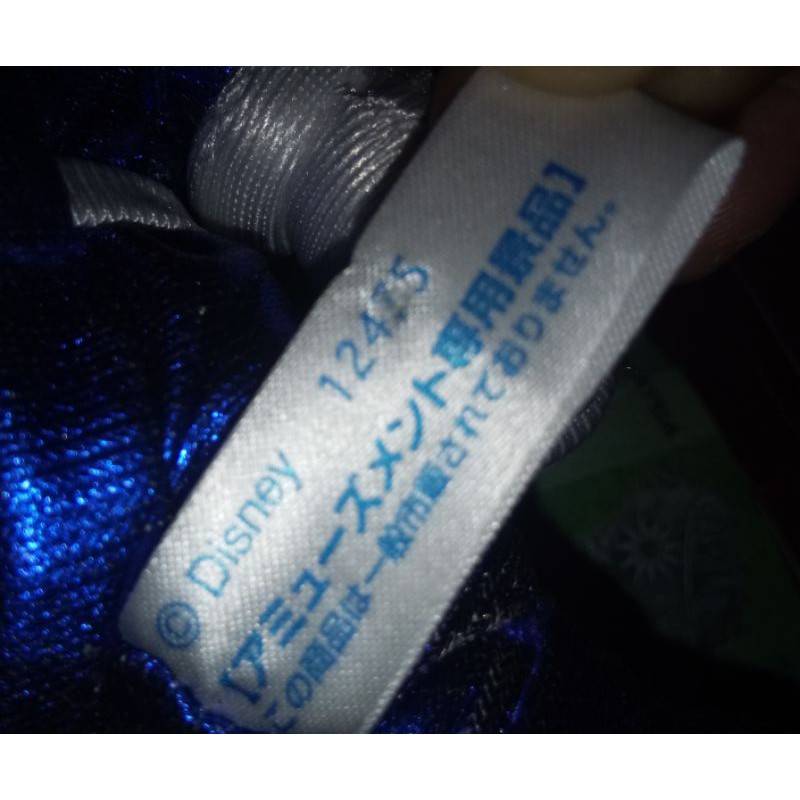 © Disney 12475
【アミューズメント専用景品】
この商品は一般市販されておりません。